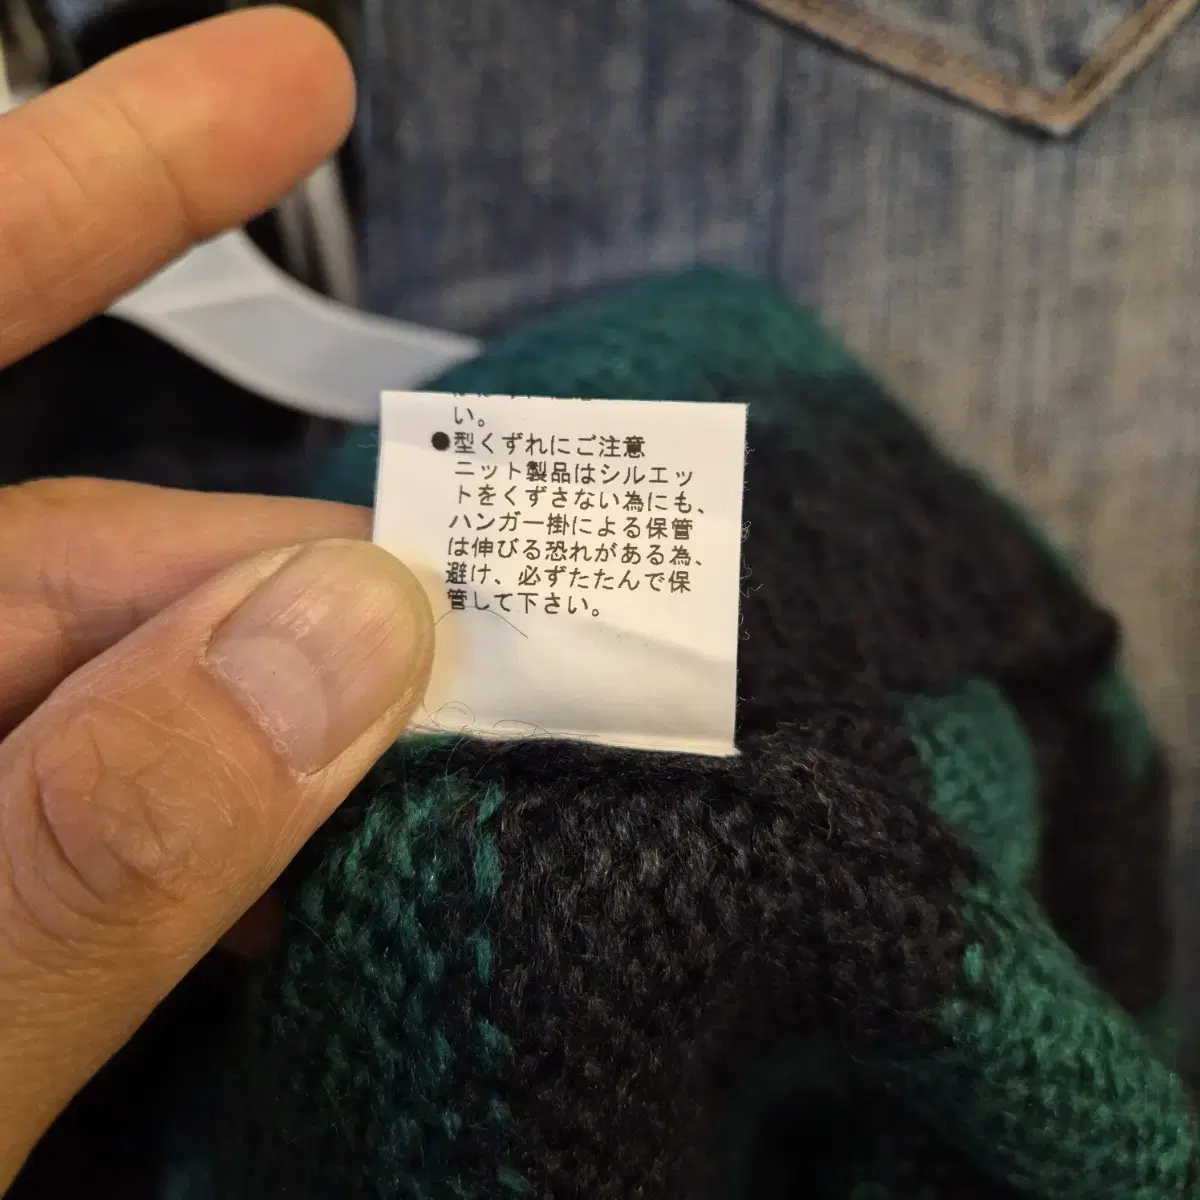 い。
●型くずれにご注意
ニット製品はシルエッ
トをくずさない為にも、
ハンガー掛による保管
は伸びる恐れがある為、
避け、必ずたたんで保
管して下さい。